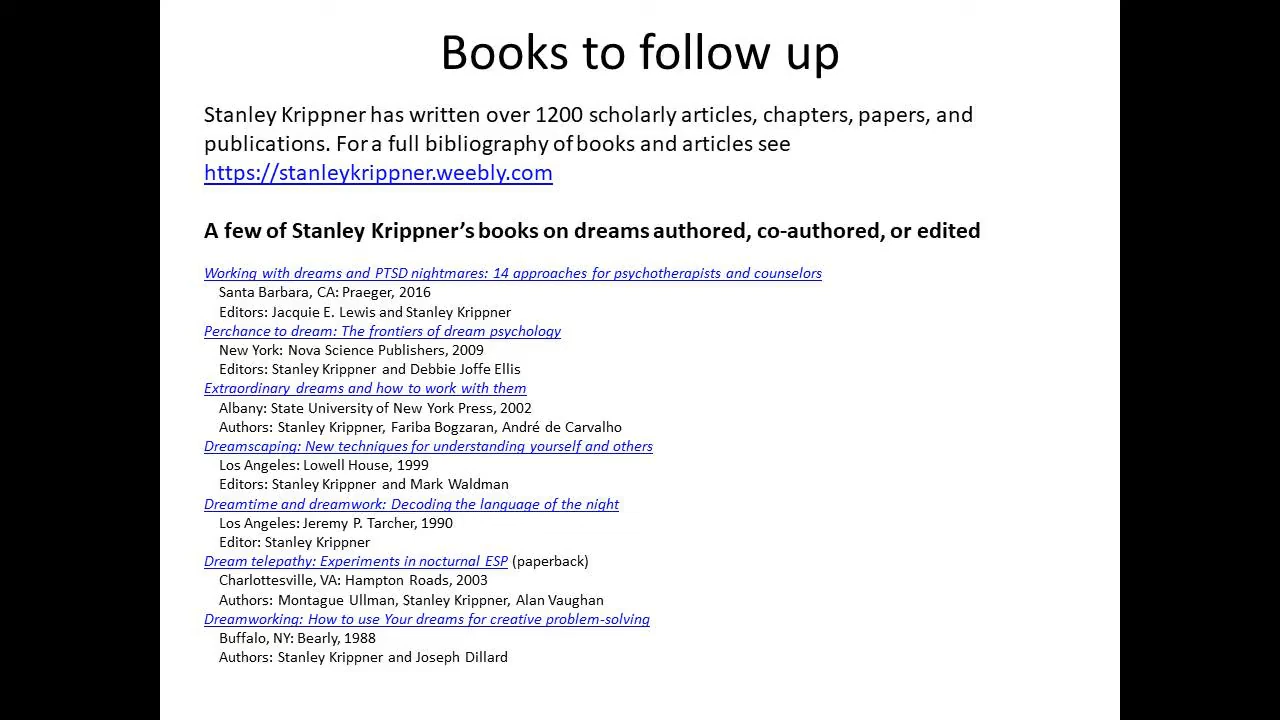 Books to follow up
Stanley Krippner has written over 1200 scholarly articles, chapters, papers, and
publications. For a full bibliography of books and articles see
https://stanleykrippner.weebly.com
A few of Stanley Krippner’s books on dreams authored, co-authored, or edited
Working with dreams and PTSD nightmares: 14 approaches for psychotherapists and counselors
Santa Barbara, CA: Praeger, 2016
Editors: Jacquie E. Lewis and Stanley Krippner
Perchance to dream: The frontiers of dream psychology
New York: Nova Science Publishers, 2009
Editors: Stanley Krippner and Debbie Joffe Ellis
Extraordinary dreams and how to work with them
Albany: State University of New York Press, 2002
Authors: Stanley Krippner, Fariba Bogzaran, André de Carvalho
Dreamscaping: New techniques for understanding yourself and others
Los Angeles: Lowell House, 1999
Editors: Stanley Krippner and Mark Waldman
Dreamtime and dreamwork: Decoding the language of the night
Los Angeles: Jeremy P. Tarcher, 1990
Editor: Stanley Krippner
Dream telepathy: Experiments in nocturnal ESP (paperback)
Charlottesville, VA: Hampton Roads, 2003
Authors: Montague Ullman, Stanley Krippner, Alan Vaughan
Dreamworking: How to use Your dreams for creative problem-solving
Buffalo, NY: Bearly, 1988
Authors: Stanley Krippner and Joseph Dillard